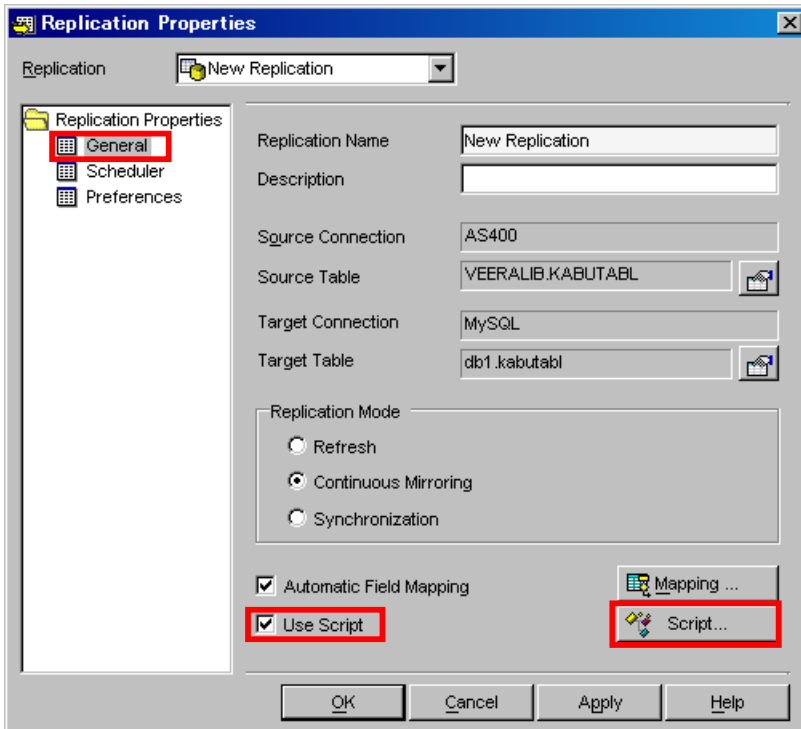 Replication Properties
Replication New Replication
Replication Properties
General
Scheduler
Preferences
Replication Name New Replication
Description
Source Connection AS400
Source Table VEERALIB.KABUTABL
Target Connection MySQL
Target Table db1.kabutabl
Replication Mode
Refresh
Continuous Mirroring
Synchronization
Automatic Field Mapping Mapping ...
Use Script Script...
OK Cancel Apply Help